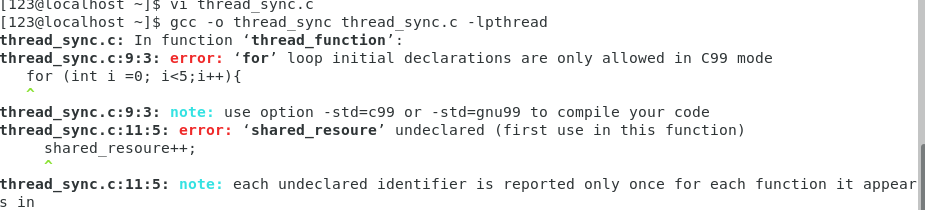 [123@localhost ~]$ vi thread_sync.c
[123@localhost ~]$ gcc -o thread_sync thread_sync.c -lpthread
thread_sync.c: In function ‘thread_function’:
thread_sync.c:9:3: error: ‘for’ loop initial declarations are only allowed in C99 mode
   for (int i =0; i<5;i++){
   ^
thread_sync.c:9:3: note: use option -std=c99 or -std=gnu99 to compile your code
thread_sync.c:11:5: error: ‘shared_resoure’ undeclared (first use in this function)
     shared_resoure++;
     ^
thread_sync.c:11:5: note: each undeclared identifier is reported only once for each function it appear
s in